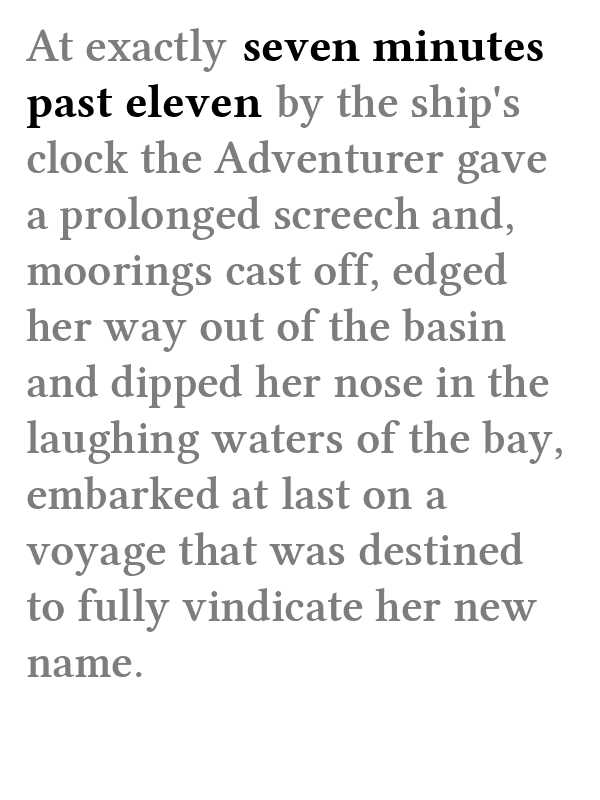 At exactly seven minutes
past eleven by the ship's
clock the Adventurer gave
a prolonged screech and,
moorings cast off, edged
her way out of the basin
and dipped her nose in the
laughing waters of the bay,
embarked at last on a
voyage that was destined
to fully vindicate her new
name.